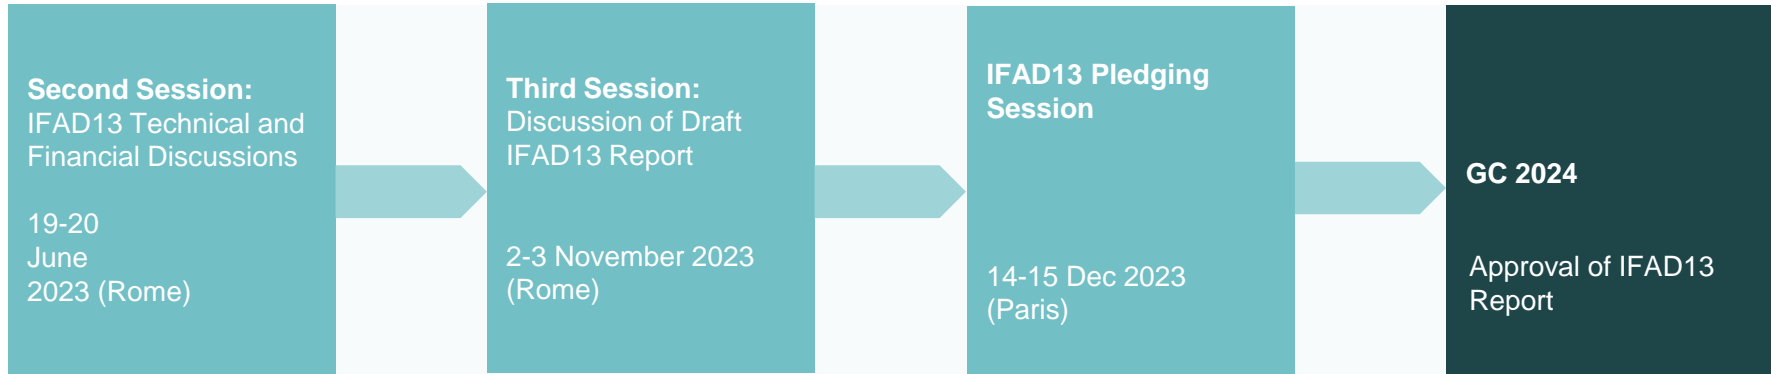 Second Session:
IFAD13 Technical and
Financial Discussions
19-20
June
2023 (Rome)
Third Session:
Discussion of Draft
IFAD13 Report
2-3 November 2023
(Rome)
IFAD13 Pledging
Session
14-15 Dec 2023
(Paris)
GC 2024
Approval of IFAD13
Report